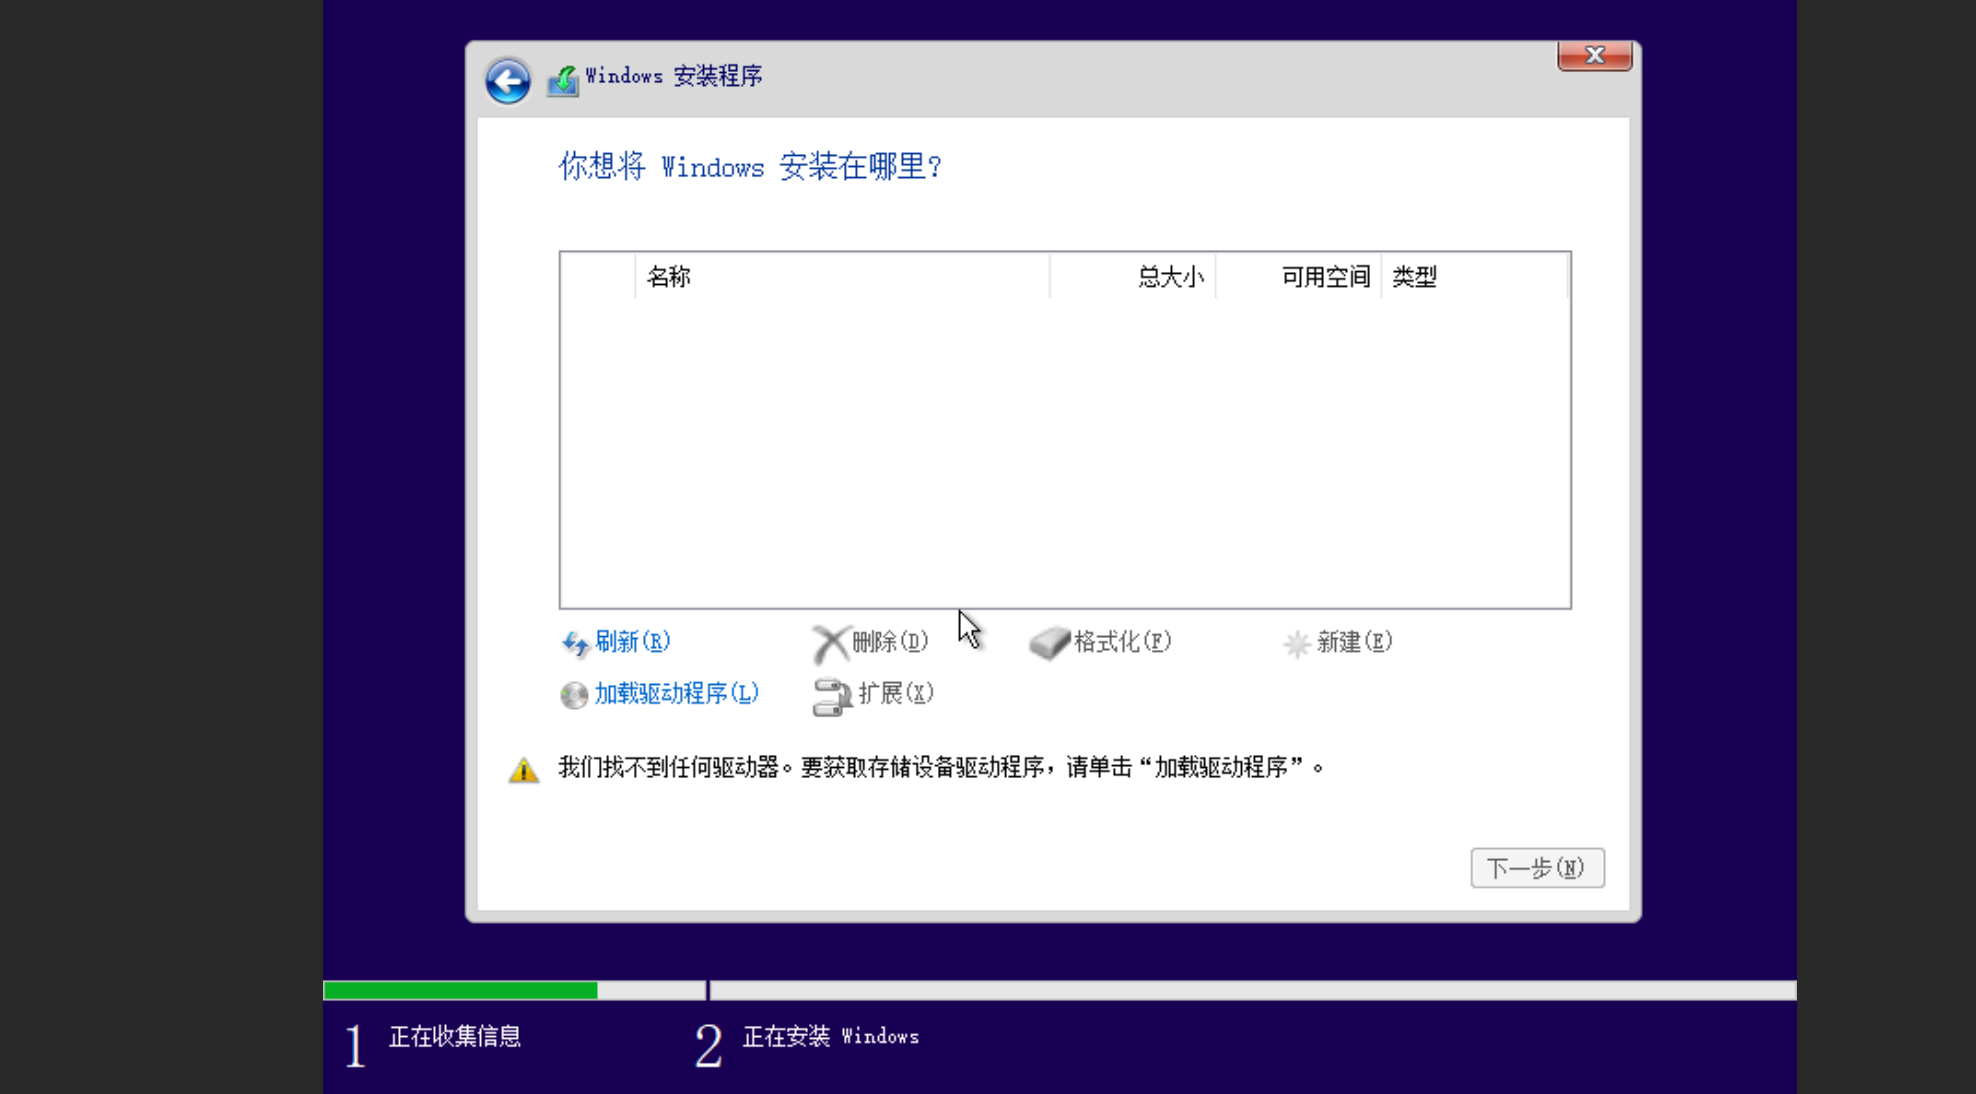 Windows 安装程序
你想将 Windows 安装在哪里?
名称 总大小 可用空间 类型
刷新(R) 删除(D) 格式化(F) 新建(E)
加载驱动程序(L) 扩展(X)
我们找不到任何驱动器。要获取存储设备驱动程序，请单击“加载驱动程序”。
下一步(N)
1 正在收集信息 2 正在安装 Windows